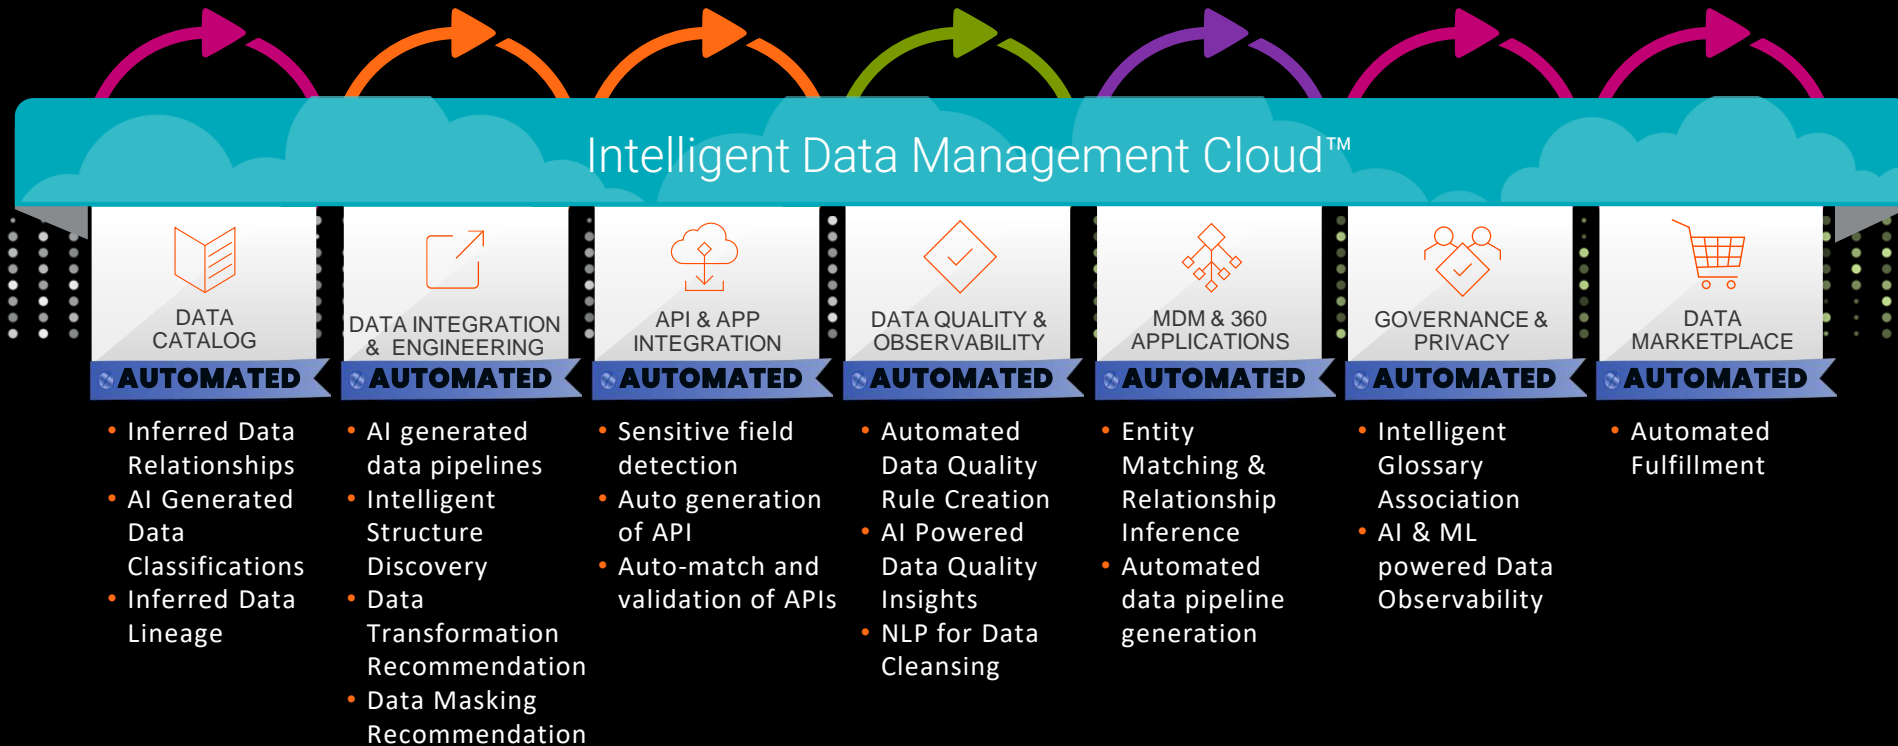 Intelligent Data Management Cloud™
DATA
CATALOG
AUTOMATED
• Inferred Data
Relationships
• AI Generated
Data
Classifications
• Inferred Data
Lineage
DATA INTEGRATION
& ENGINEERING
AUTOMATED
• AI generated
data pipelines
• Intelligent
Structure
Discovery
• Data
Transformation
Recommendation
• Data Masking
Recommendation
API & APP
INTEGRATION
AUTOMATED
• Sensitive field
detection
• Auto generation
of API
• Auto-match and
validation of APIs
DATA QUALITY &
OBSERVABILITY
AUTOMATED
• Automated
Data Quality
Rule Creation
• AI Powered
Data Quality
Insights
• NLP for Data
Cleansing
MDM & 360
APPLICATIONS
AUTOMATED
• Entity
Matching &
Relationship
Inference
• Automated
data pipeline
generation
GOVERNANCE &
PRIVACY
AUTOMATED
• Intelligent
Glossary
Association
• AI & ML
powered Data
Observability
DATA
MARKETPLACE
AUTOMATED
• Automated
Fulfillment